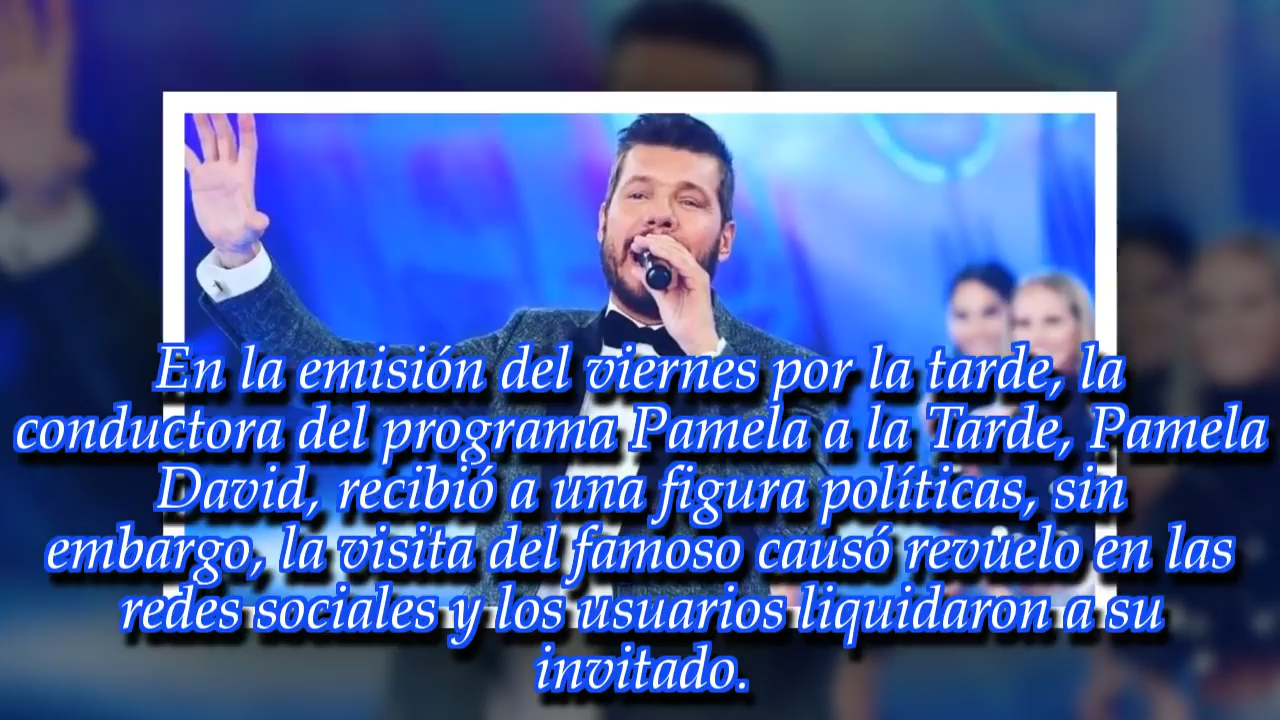 En la emisión del viernes por la tarde, la
conductora del programa Pamela a la Tarde, Pamela
David, recibió a una figura políticas, sin
embargo, la visita del famoso causó revuelo en las
redes sociales y los usuarios liquidaron a su
invitado.